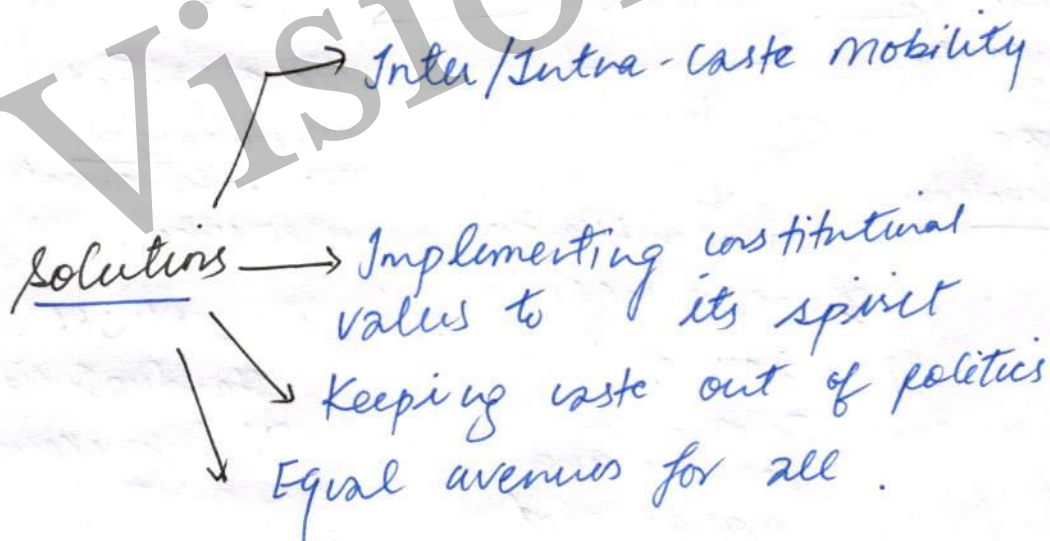 Vision
Inter/Intra-caste mobility
Solutions
Implementing constitutional
values to its spirit
Keeping caste out of politics
Equal avenues for all.